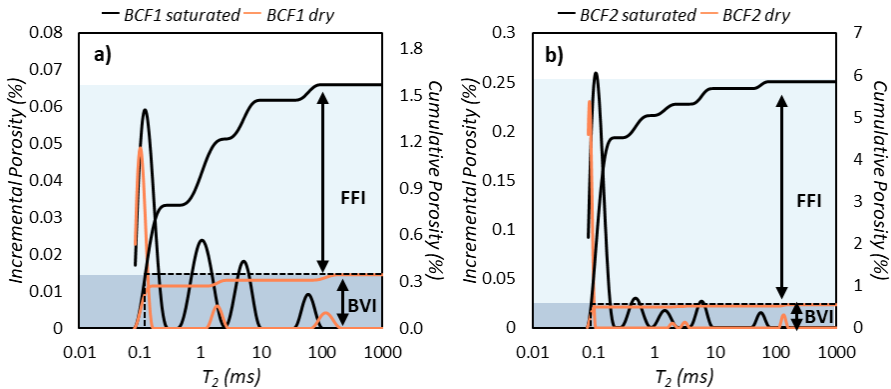 BCF1 saturated BCF1 dry
a)
Incremental Porosity (%)
0.08
0.07
0.06
0.05
0.04
0.03
0.02
0.01
0
1.8
1.5
1.2
0.9
0.6
0.3
0.0
Cumulative Porosity (%)
FFI
BVI
0.01 0.1 1 10 100 1000
T2 (ms)
BCF2 saturated BCF2 dry
b)
Incremental Porosity (%)
0.3
0.25
0.2
0.15
0.1
0.05
0
7
6
5
4
3
2
1
0
Cumulative Porosity (%)
FFI
BVI
0.01 0.1 1 10 100 1000
T2 (ms)